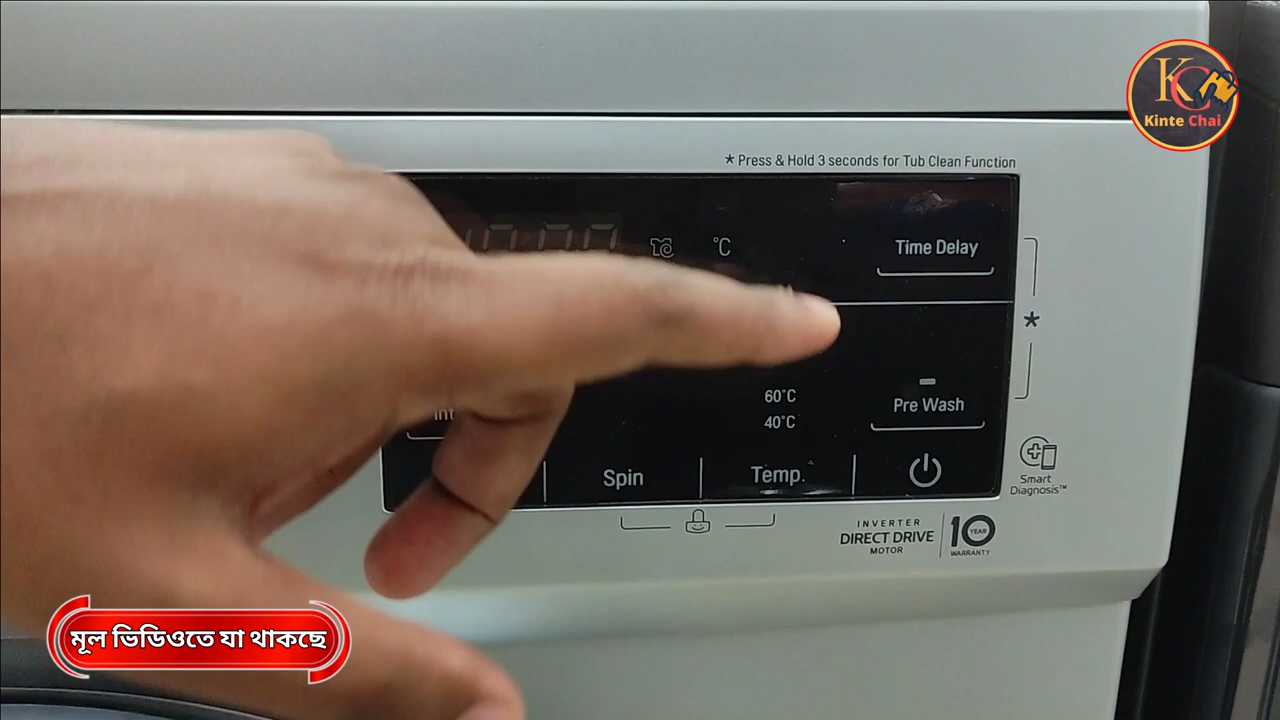 Kinte Chai
* Press & Hold 3 seconds for Tub Clean Function
°C
Time Delay
*
60°C
40°C
Pre Wash
Int
Spin
Temp.
Smart
Diagnosis™
INVERTER
DIRECT DRIVE
MOTOR
10 YEAR
WARRANTY
মূল ভিডিওতে যা থাকছে